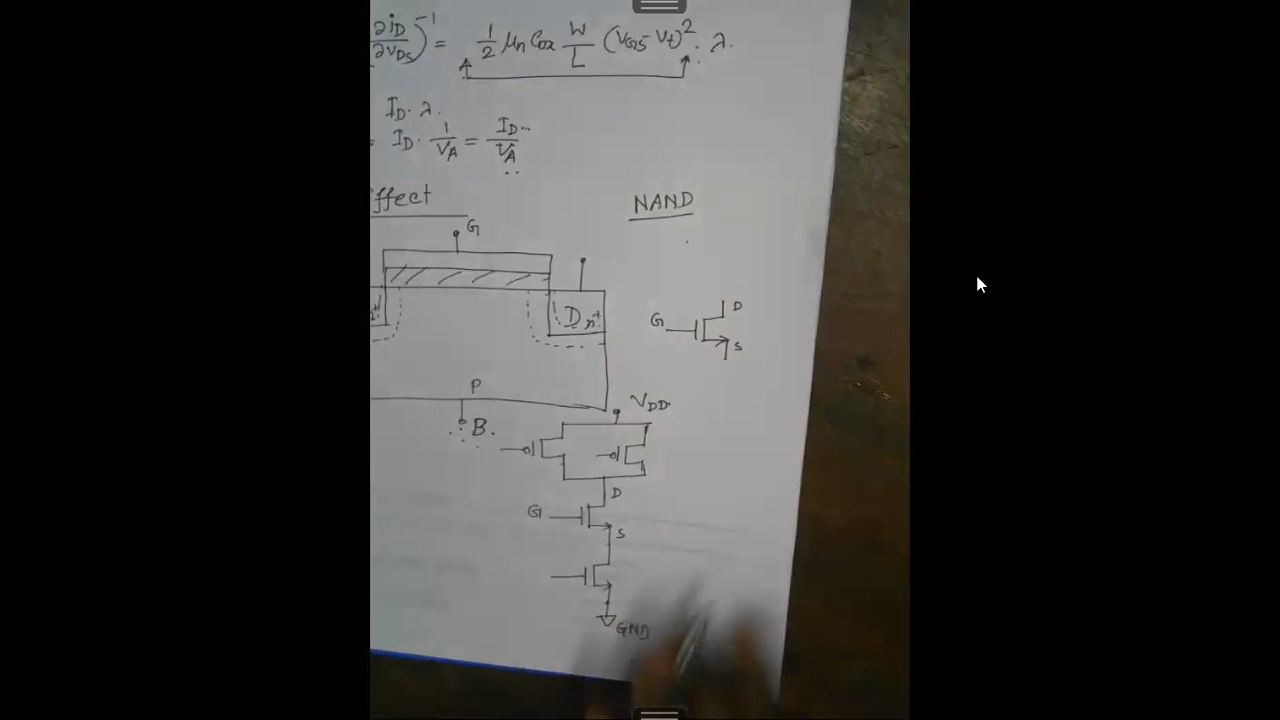 (∂iD/∂vDS)⁻¹ = 1/2 μn Cox W/L (VGS - Vt)² . λ.
ID . λ.
= ID . 1/VA = ID/VA
ffect
NAND
G
D n+
n+
G
D
S
P
B.
VDD.
D
G
S
GND